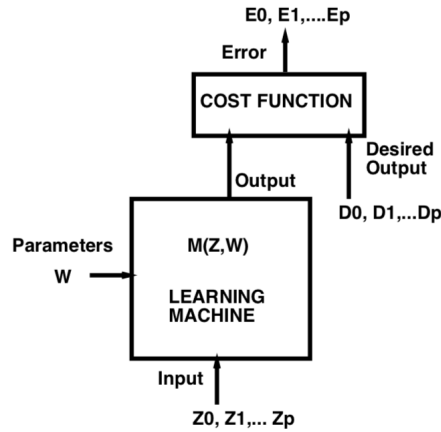 E0, E1,....Ep
Error
COST FUNCTION
Desired
Output
Output
D0, D1,...Dp
Parameters
M(Z,W)
W
LEARNING
MACHINE
Input
Z0, Z1,... Zp